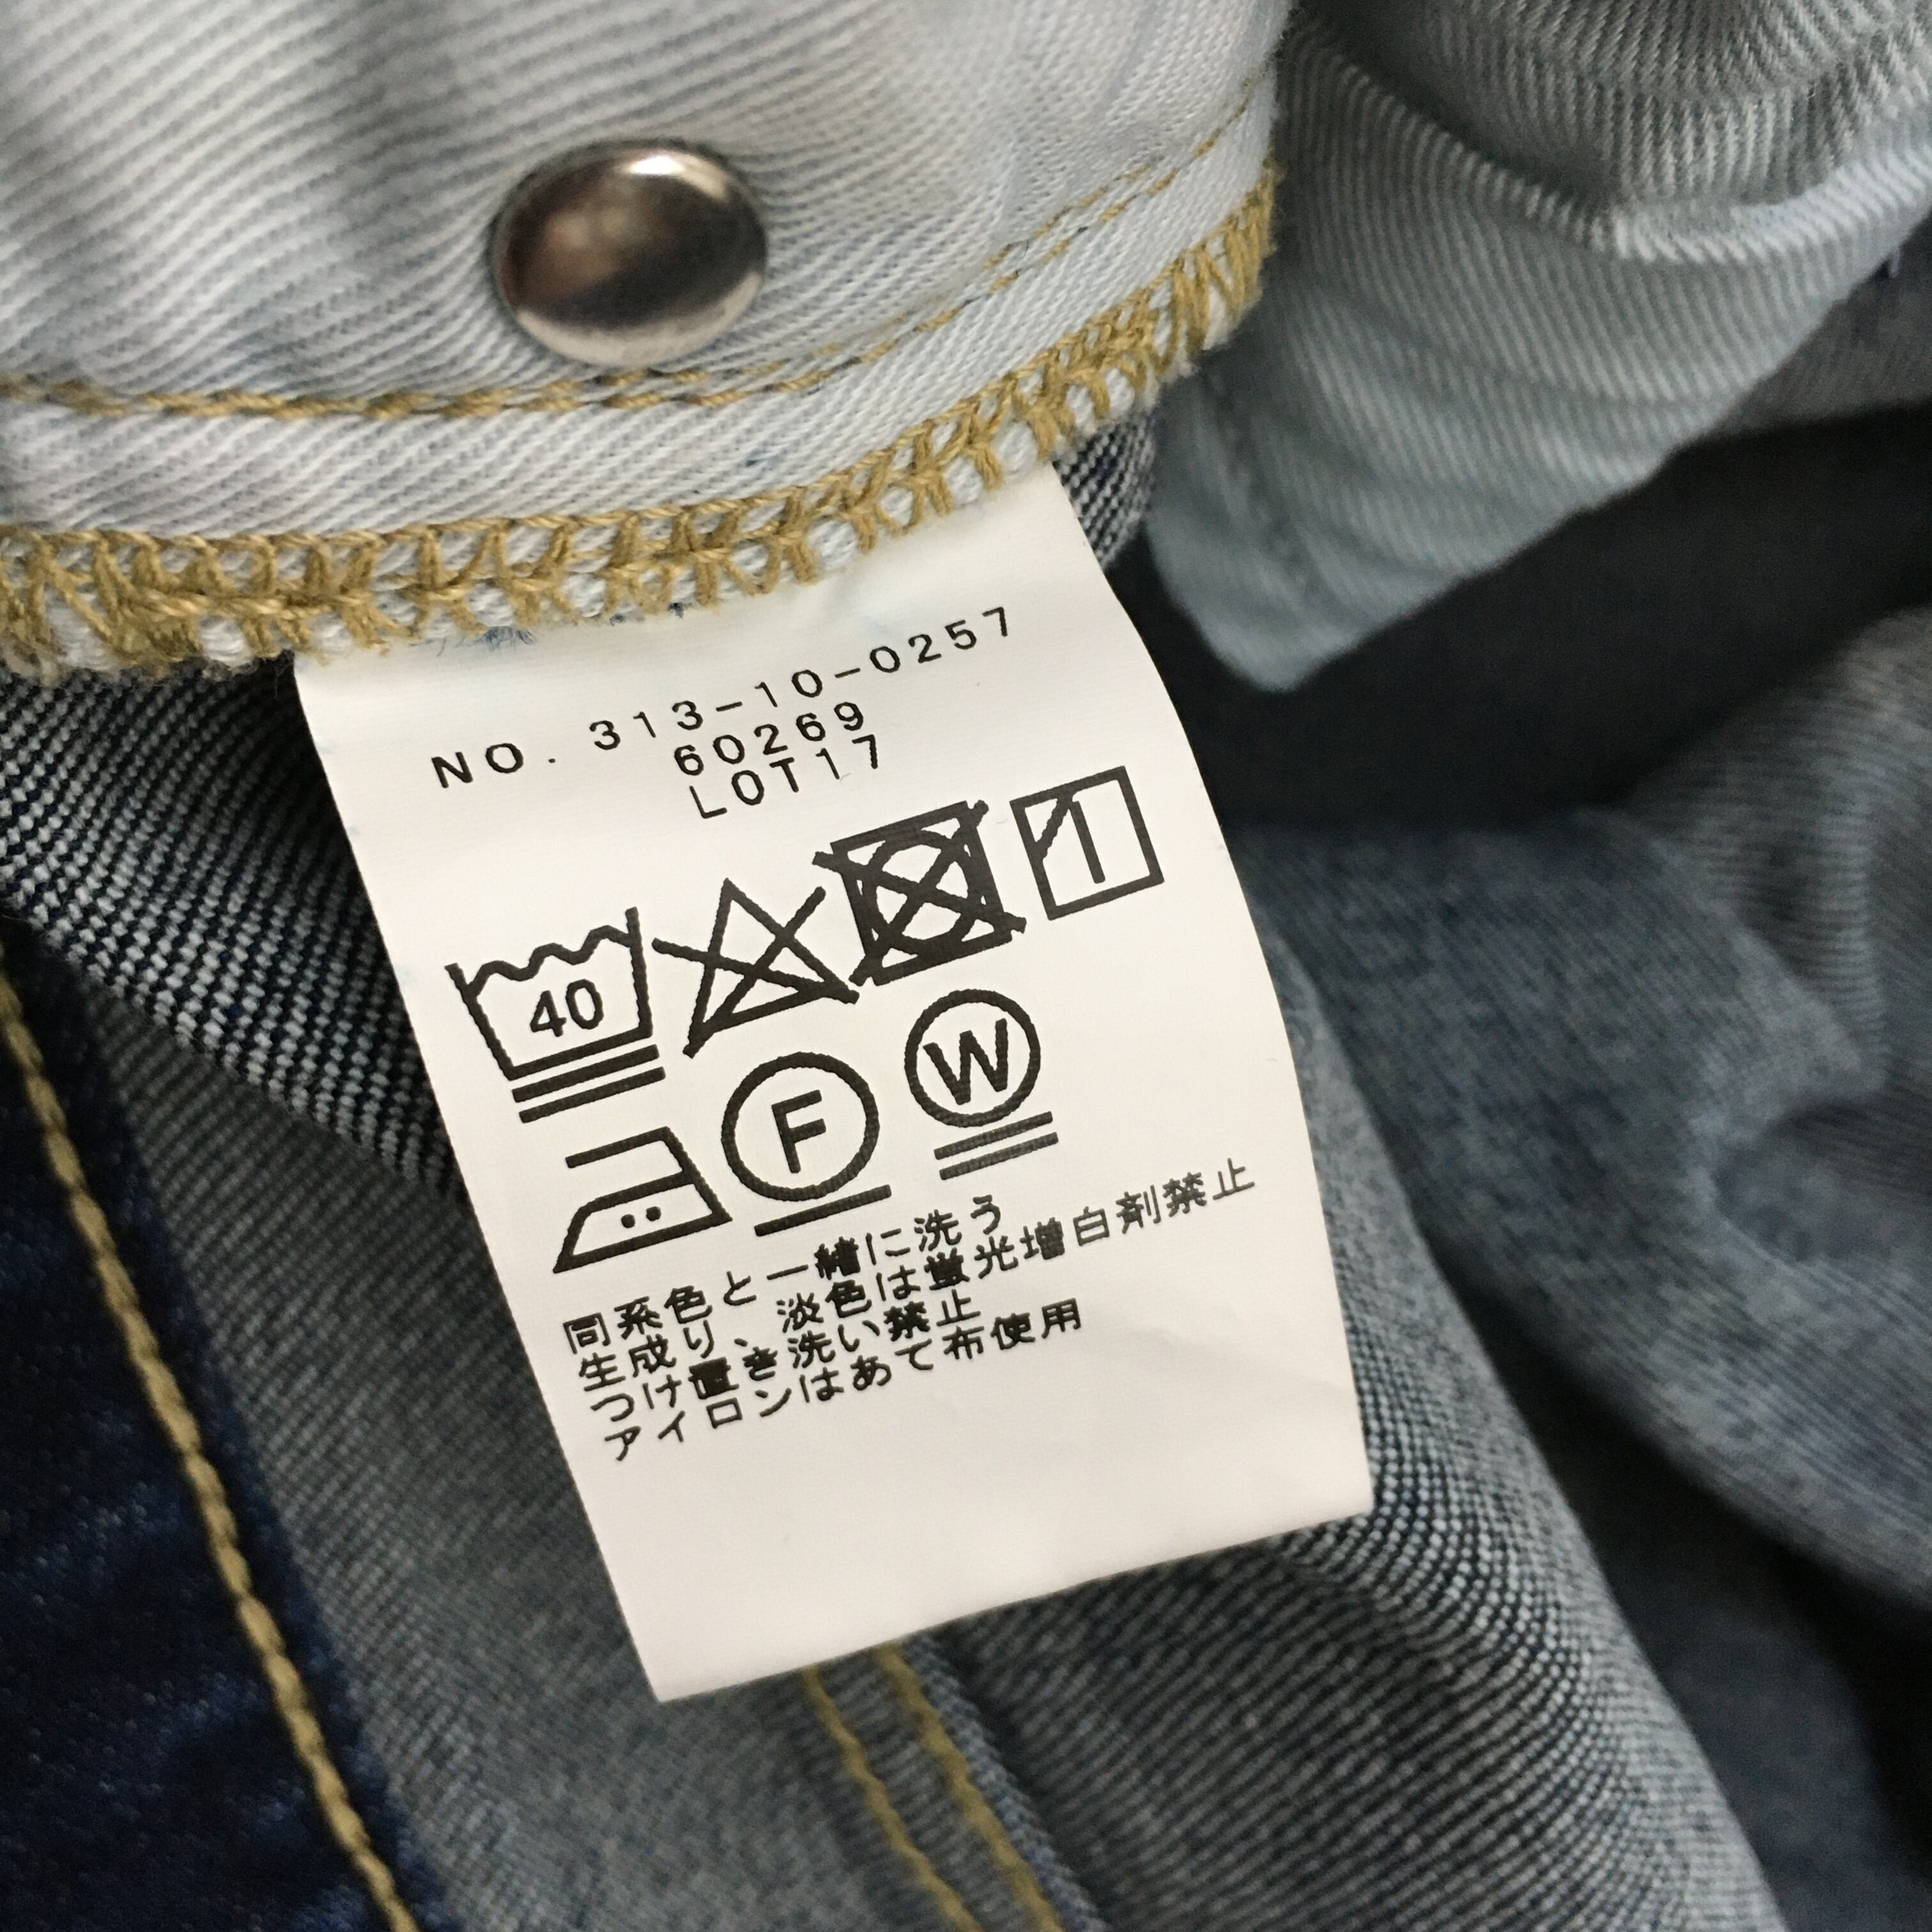 NO. 313-10-0257
60269
LOT17
40
F
W
同系色と一緒に洗う
生成り、淡色は蛍光増白剤禁止
つけ置き洗い禁止
アイロンはあて布使用